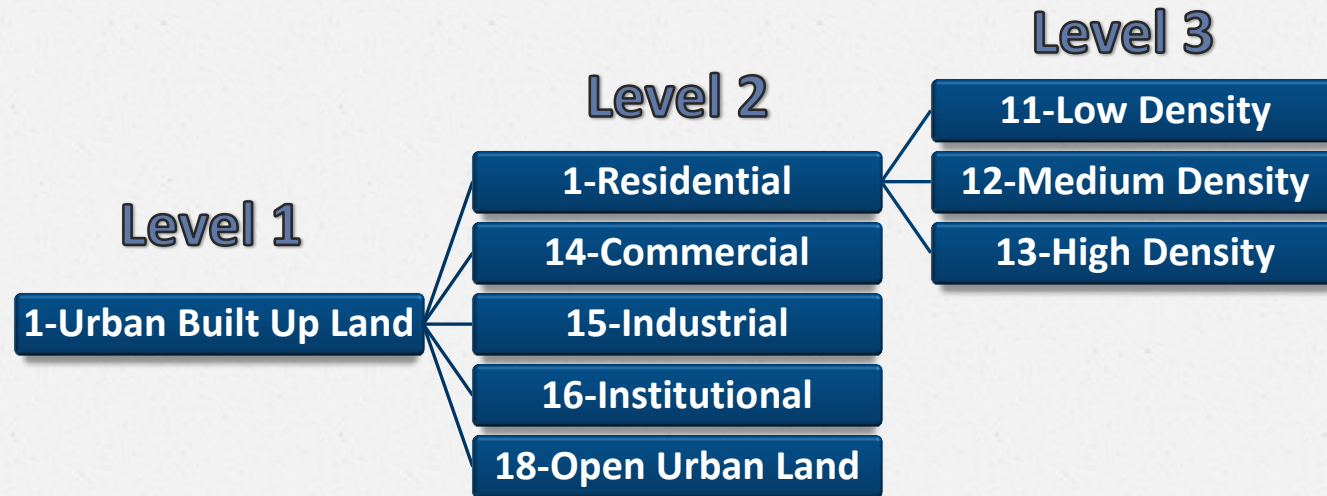 Level 1
1-Urban Built Up Land
Level 2
1-Residential
14-Commercial
15-Industrial
16-Institutional
18-Open Urban Land
Level 3
11-Low Density
12-Medium Density
13-High Density